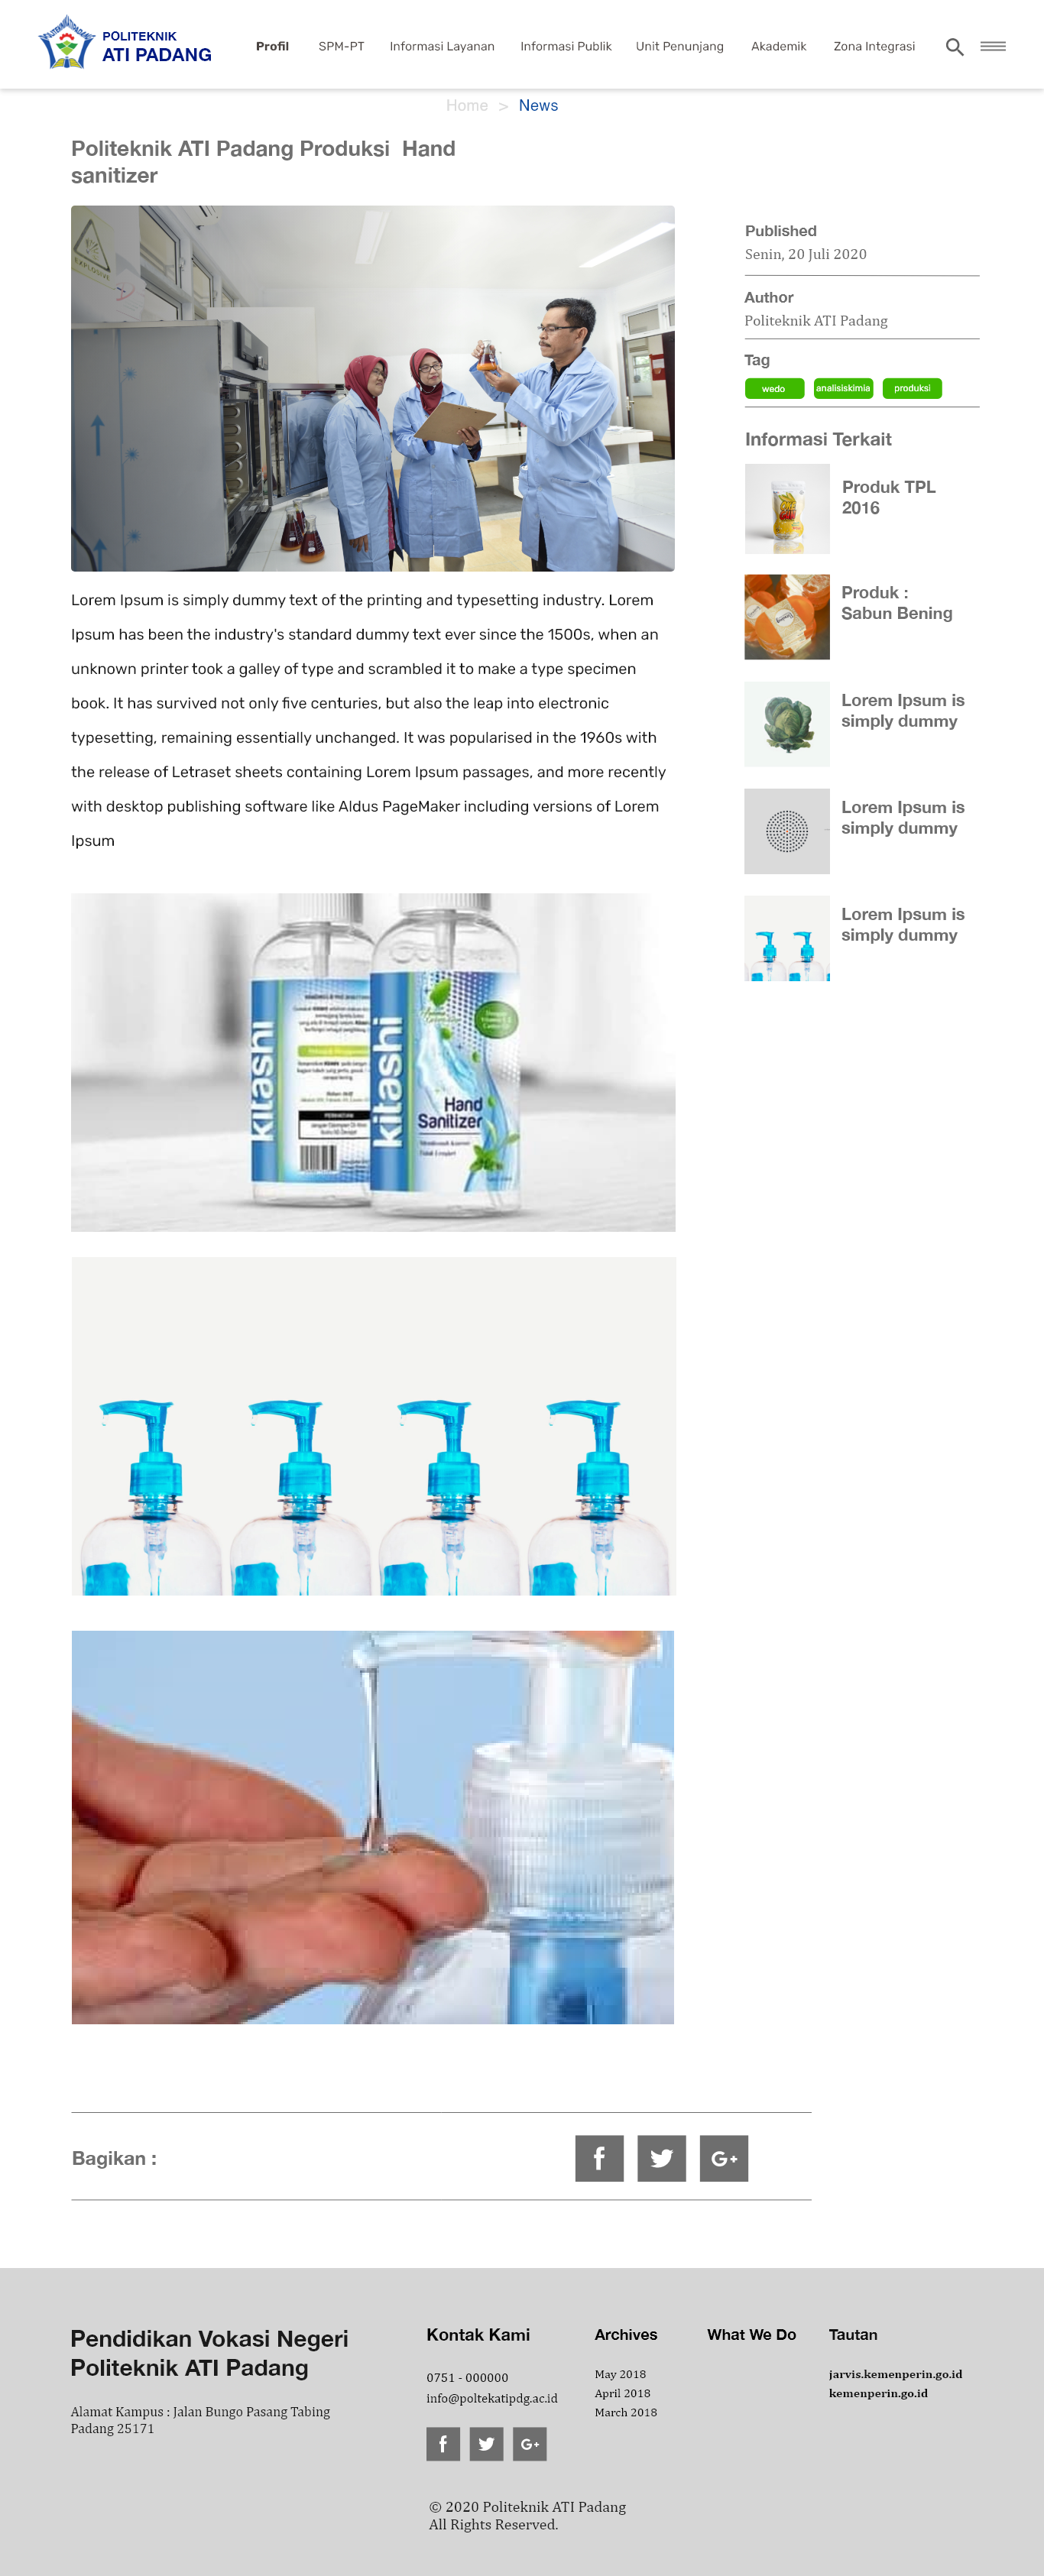 POLITEKNIK
ATI PADANG
Profil
SPM-PT
Informasi Layanan
Informasi Publik
Unit Penunjang
Akademik
Zona Integrasi
Home > News
Politeknik ATI Padang Produksi Hand
sanitizer
EXPLOSIVE
Published
Senin, 20 Juli 2020
Author
Politeknik ATI Padang
Tag
wedo
analisiskimia
produksi
Informasi Terkait
Produk TPL
2016
Produk :
Sabun Bening
Lorem Ipsum is
simply dummy
Lorem Ipsum is
simply dummy
Lorem Ipsum is
simply dummy
Lorem Ipsum is simply dummy text of the printing and typesetting industry. Lorem
Ipsum has been the industry's standard dummy text ever since the 1500s, when an
unknown printer took a galley of type and scrambled it to make a type specimen
book. It has survived not only five centuries, but also the leap into electronic
typesetting, remaining essentially unchanged. It was popularised in the 1960s with
the release of Letraset sheets containing Lorem Ipsum passages, and more recently
with desktop publishing software like Aldus PageMaker including versions of Lorem
Ipsum
kitashi
PERHATIAN
kitashi
Hand
Sanitizer
Bagikan :
Pendidikan Vokasi Negeri
Politeknik ATI Padang
Alamat Kampus : Jalan Bungo Pasang Tabing
Padang 25171
Kontak Kami
0751 - 000000
info@poltekatipdg.ac.id
Archives
May 2018
April 2018
March 2018
What We Do
Tautan
jarvis.kemenperin.go.id
kemenperin.go.id
© 2020 Politeknik ATI Padang
All Rights Reserved.